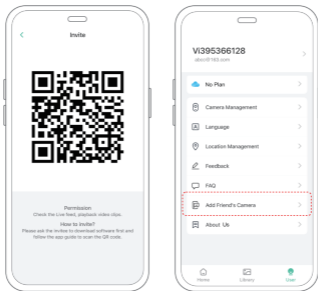 Invite
Permission
Check the Live feed, playback video clips.
How to invite?
Please ask the invitee to download software first and
follow the app guide to scan the QR code.
Vi395366128
No Plan
Camera Management
Language
Location Management
Feedback
FAQ
Add Friend's Camera
About Us
Home
Library
User